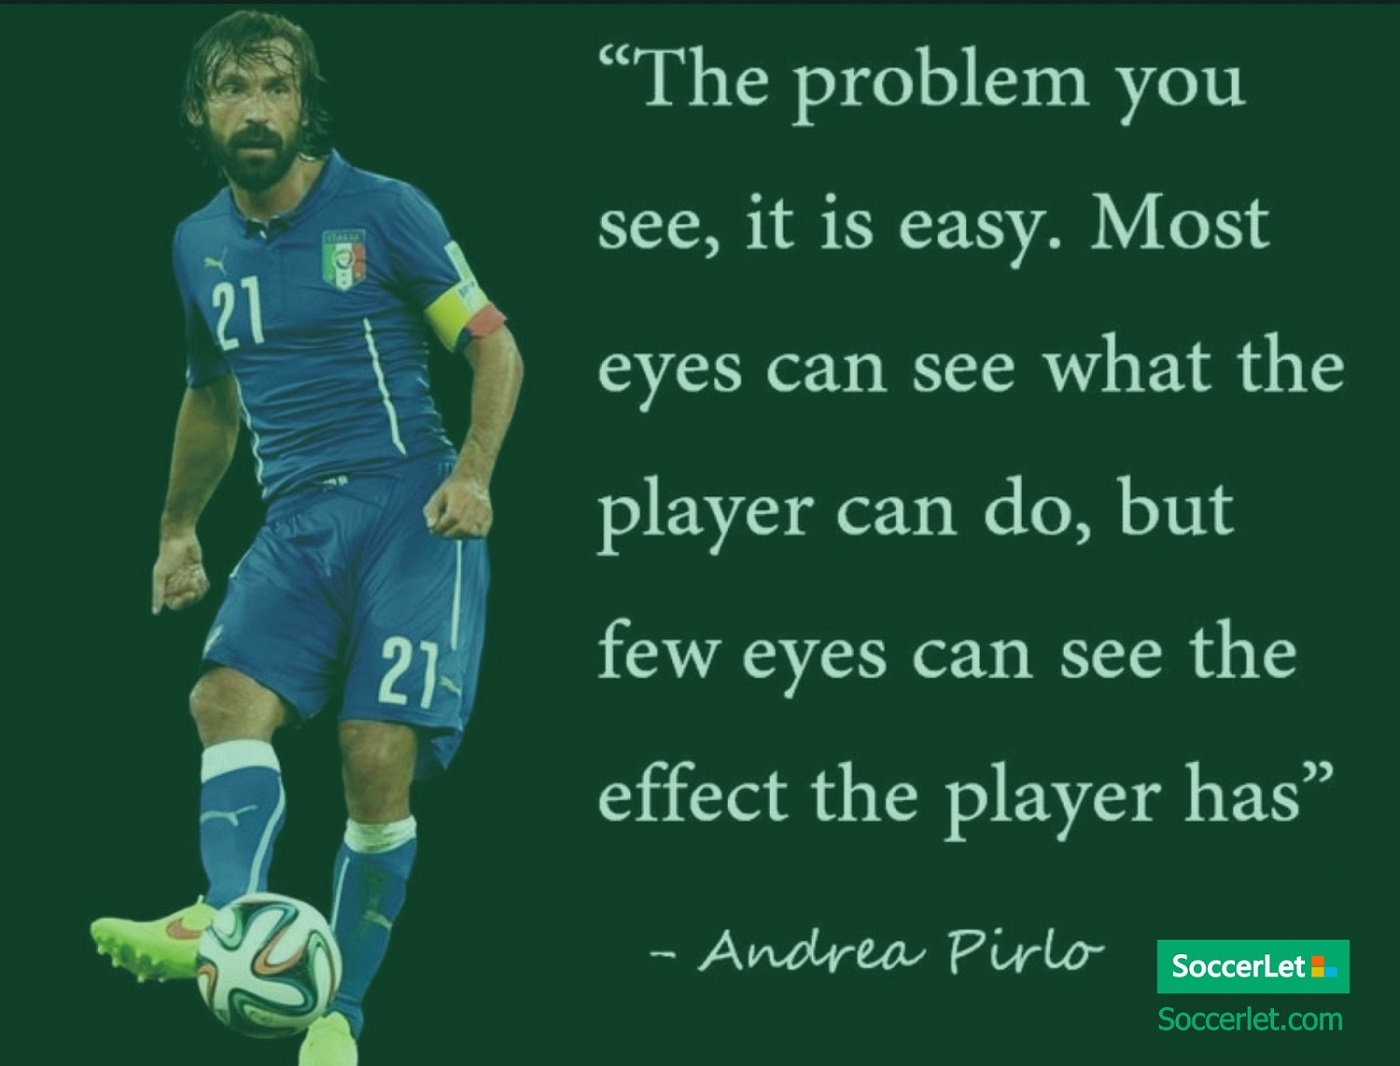 “The problem you
see, it is easy. Most
eyes can see what the
player can do, but
few eyes can see the
effect the player has”
- Andrea Pirlo
SoccerLet
Soccerlet.com
ITALIA
21
21